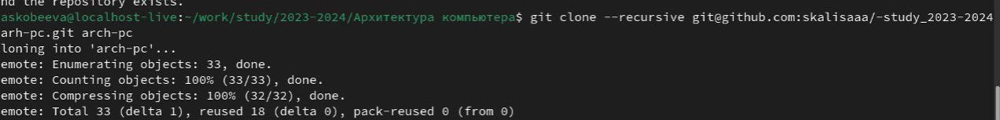 nd the repository exists.
askobeeva@localhost-live:~/work/study/2023-2024/Архитектура компьютера$ git clone --recursive git@github.com:skalisaaa/-study_2023-2024
arh-pc.git arch-pc
loning into 'arch-pc'...
emote: Enumerating objects: 33, done.
emote: Counting objects: 100% (33/33), done.
emote: Compressing objects: 100% (32/32), done.
emote: Total 33 (delta 1), reused 18 (delta 0), pack-reused 0 (from 0)